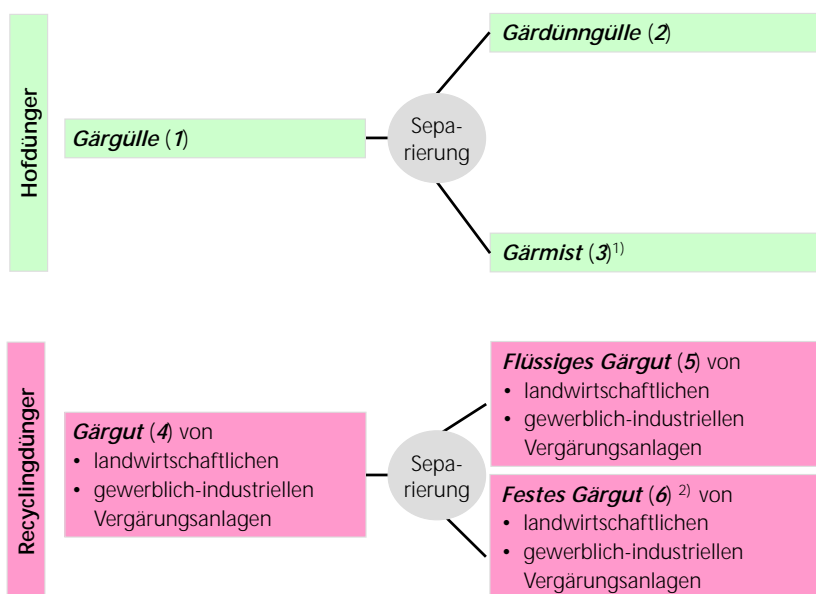 Hofdünger
Gärgülle (1)
Sepa-
rierung
Gärdünngülle (2)
Gärmist (3)1)
Recyclingdünger
Gärgut (4) von
• landwirtschaftlichen
• gewerblich-industriellen
Vergärungsanlagen
Sepa-
rierung
Flüssiges Gärgut (5) von
• landwirtschaftlichen
• gewerblich-industriellen
Vergärungsanlagen
Festes Gärgut (6) 2) von
• landwirtschaftlichen
• gewerblich-industriellen
Vergärungsanlagen